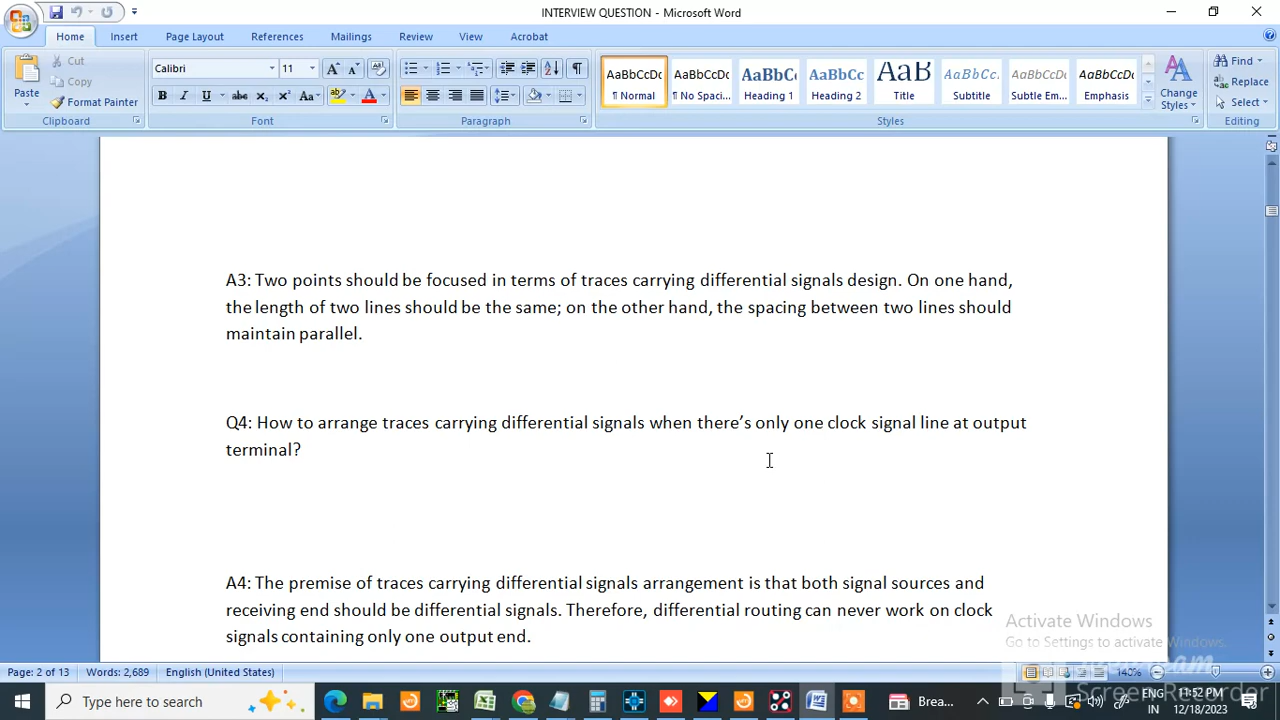 INTERVIEW QUESTION - Microsoft Word
Home Insert Page Layout References Mailings Review View Acrobat
Paste
Cut
Copy
Format Painter
Clipboard
Calibri 11
Font
Paragraph
AaBbCcDc AaBbCcDc AaBbCc AaBbCc AaB AaBbCc. AaBbCcDc AaBbCcDc
¶ Normal ¶ No Spaci... Heading 1 Heading 2 Title Subtitle Subtle Em... Emphasis
Change Styles
Styles
Find
Replace
Select
Editing
A3: Two points should be focused in terms of traces carrying differential signals design. On one hand,
the length of two lines should be the same; on the other hand, the spacing between two lines should
maintain parallel.
Q4: How to arrange traces carrying differential signals when there’s only one clock signal line at output
terminal?
A4: The premise of traces carrying differential signals arrangement is that both signal sources and
receiving end should be differential signals. Therefore, differential routing can never work on clock
signals containing only one output end.
Activate Windows
Go to Settings to activate Windows.
Screen Recorder
Page: 2 of 13 Words: 2,689 English (United States) 140%
Type here to search
Brea...
ENG
IN
11:52 PM
12/18/2023